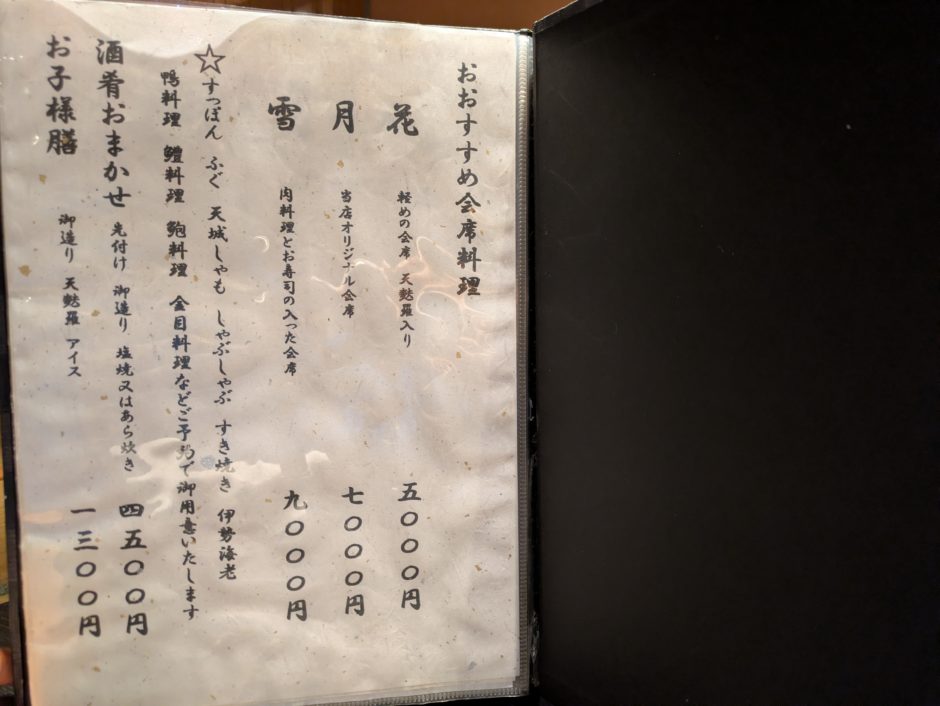 おおすすめ会席料理
花 軽めの会席 天麩羅入り 五〇〇〇円
月 当店オリジナル会席 七〇〇〇円
雪 肉料理とお寿司の入った会席 九〇〇〇円
☆すっぽん ふぐ 天城しゃも しゃぶしゃぶ すき焼き 伊勢海老
鴨料理 鱧料理 鮑料理 金目料理などご予約で御用意いたします
酒肴おまかせ 先付け 御造り 塩焼又はあら炊き 四五〇〇円
お子様膳 御造り 天麩羅 アイス 一三〇〇円